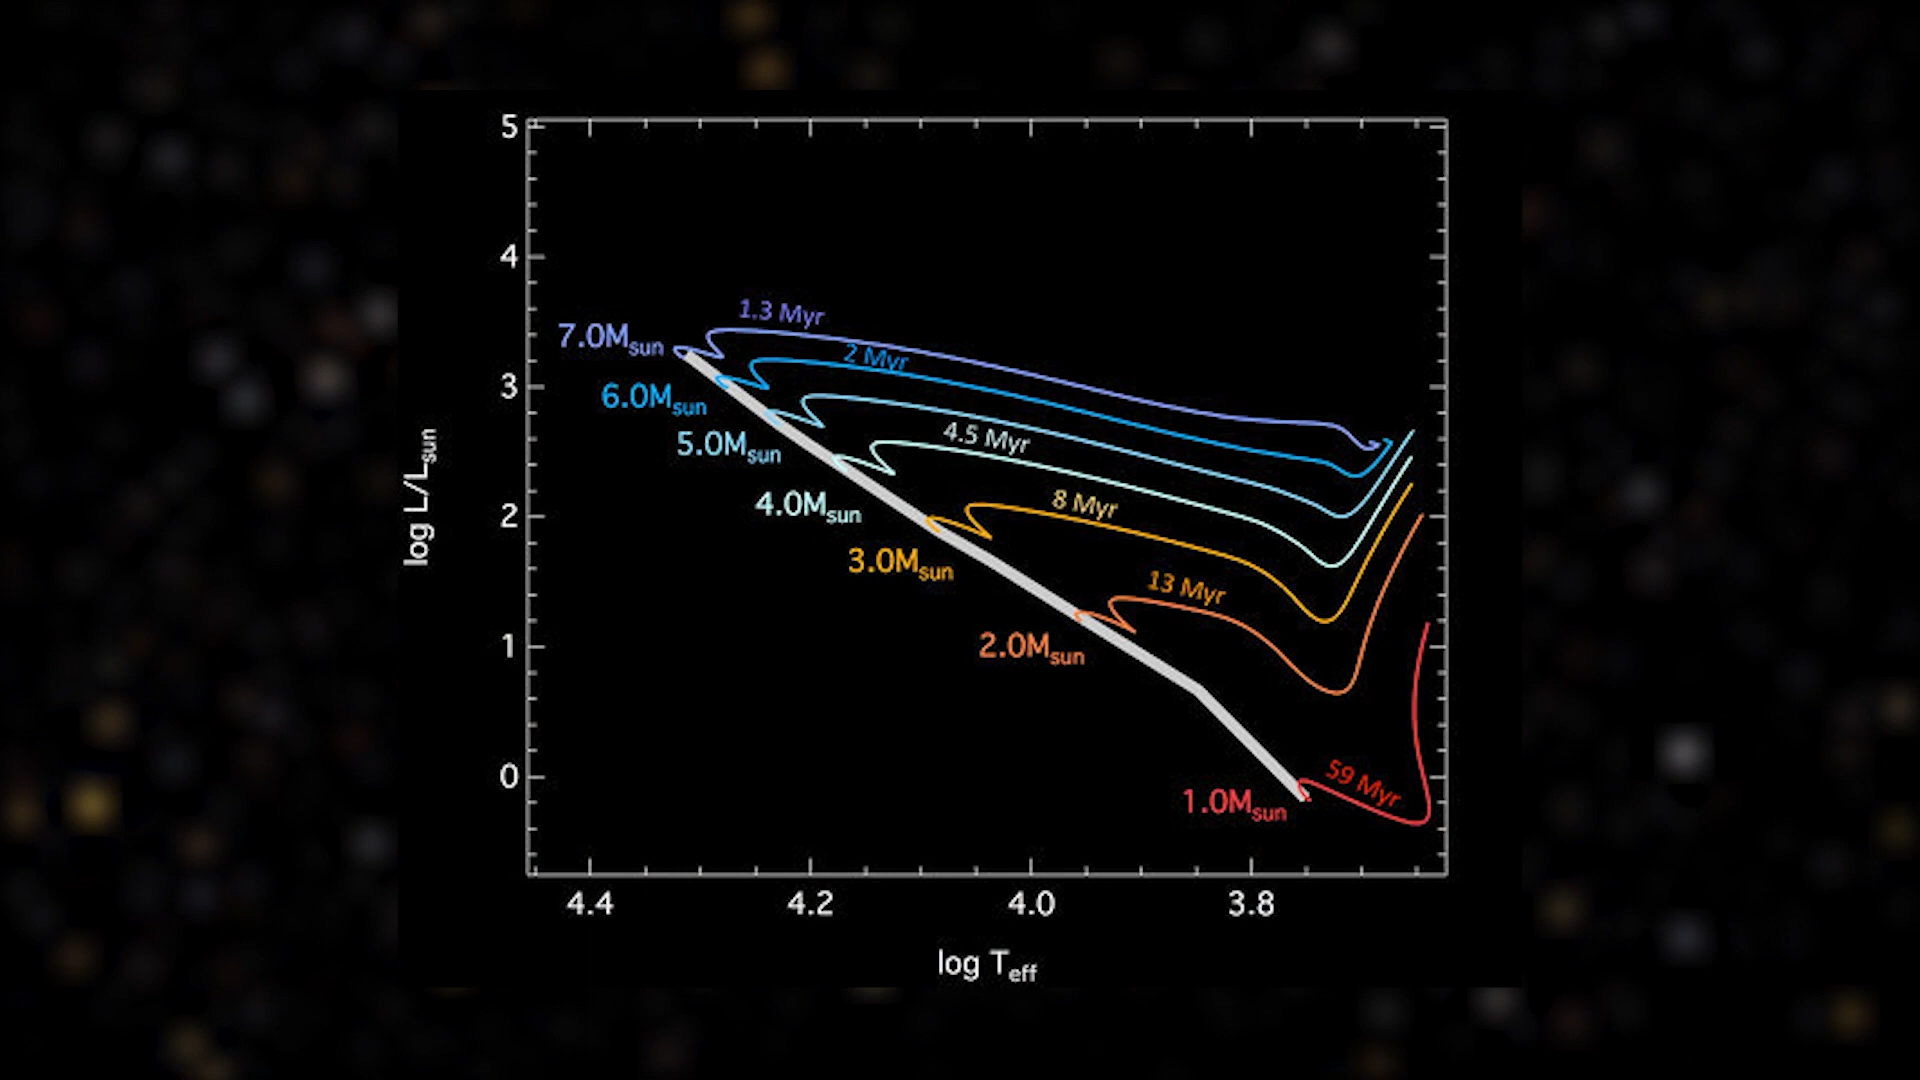 5
4
3
2
1
0
log L/Lsun
1.3 Myr
7.0Msun
2 Myr
6.0Msun
5.0Msun
4.5 Myr
4.0Msun
8 Myr
3.0Msun
13 Myr
2.0Msun
59 Myr
1.0Msun
4.4 4.2 4.0 3.8
log Teff